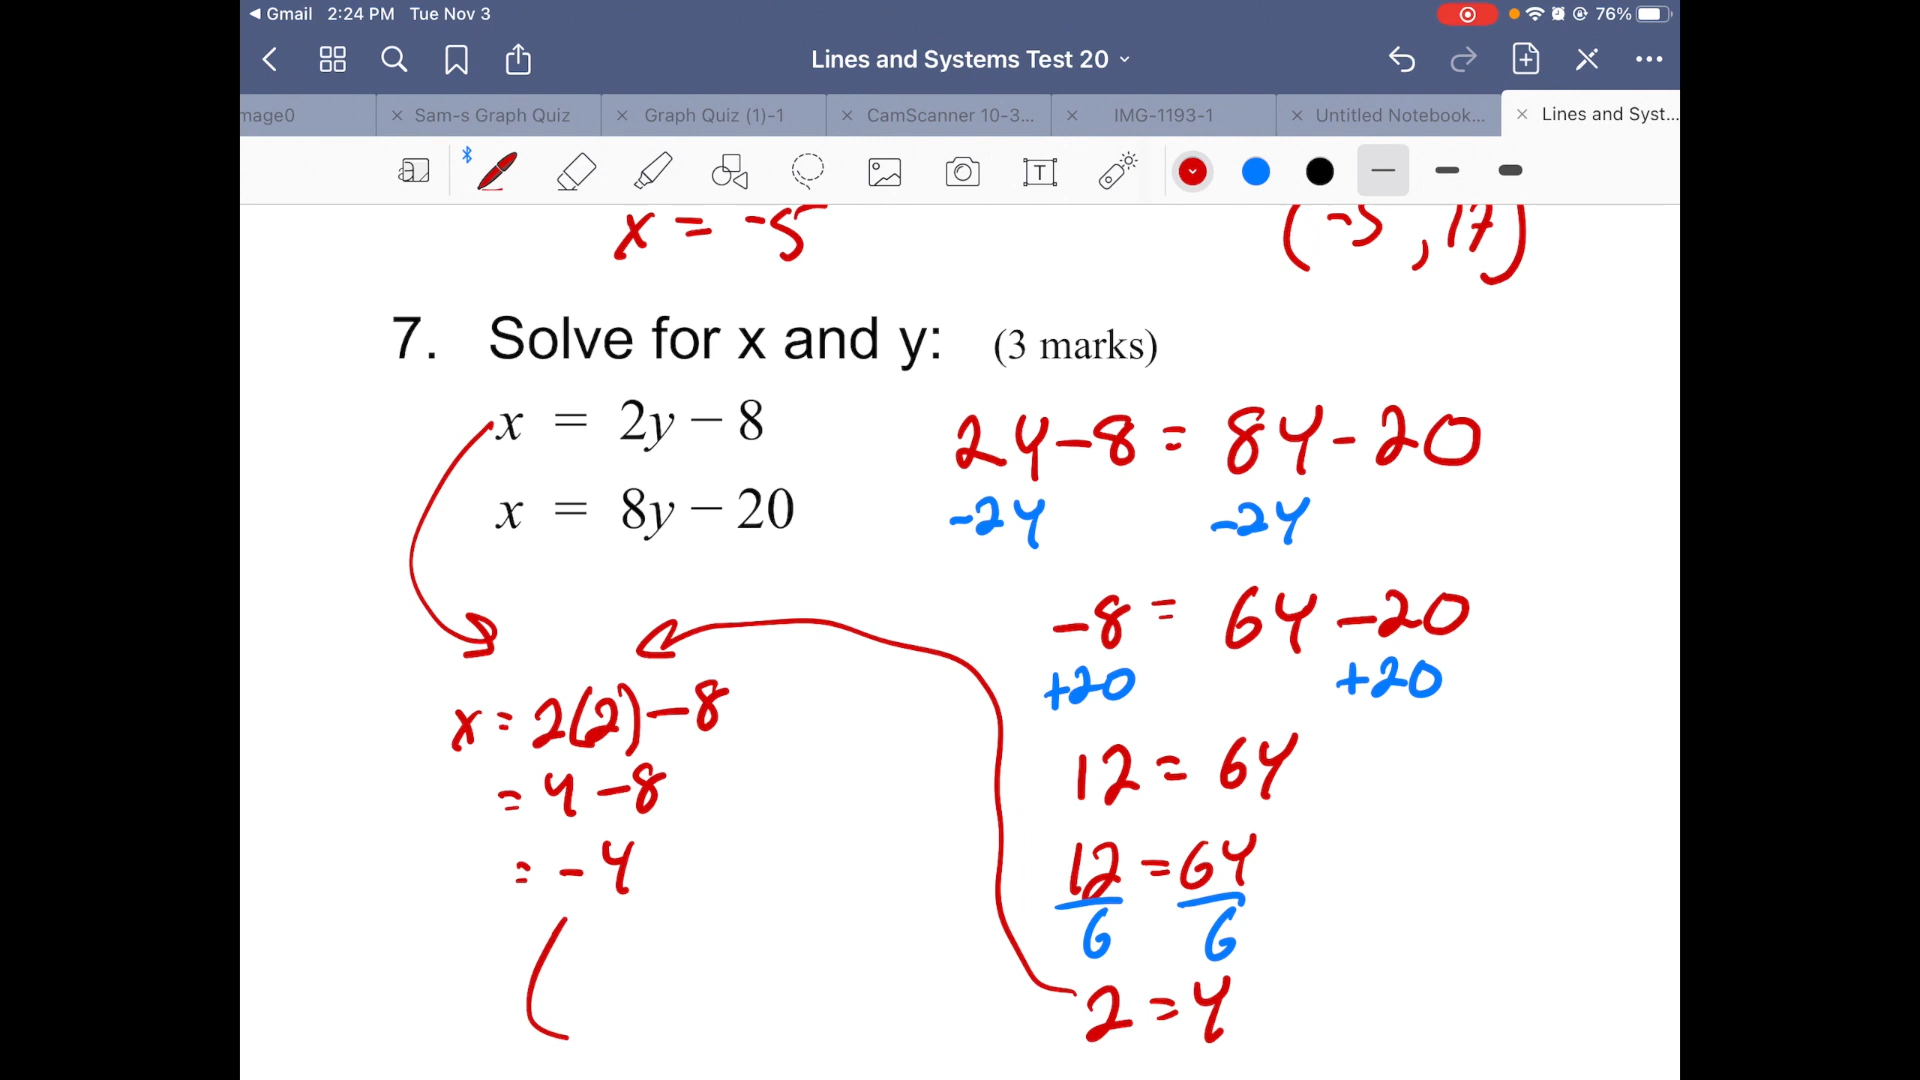 Gmail 2:24 PM Tue Nov 3 76%
Lines and Systems Test 20
mage0 Sam-s Graph Quiz Graph Quiz (1)-1 CamScanner 10-3... IMG-1193-1 Untitled Notebook... Lines and Syst...
x = -5 (-5, 17)
7. Solve for x and y: (3 marks)
x = 2y - 8
x = 8y - 20
2y - 8 = 8y - 20
-2y -2y
-8 = 6y - 20
+20 +20
12 = 6y
12 = 6y
6 6
2 = y
x = 2(2) - 8
= 4 - 8
= -4
(